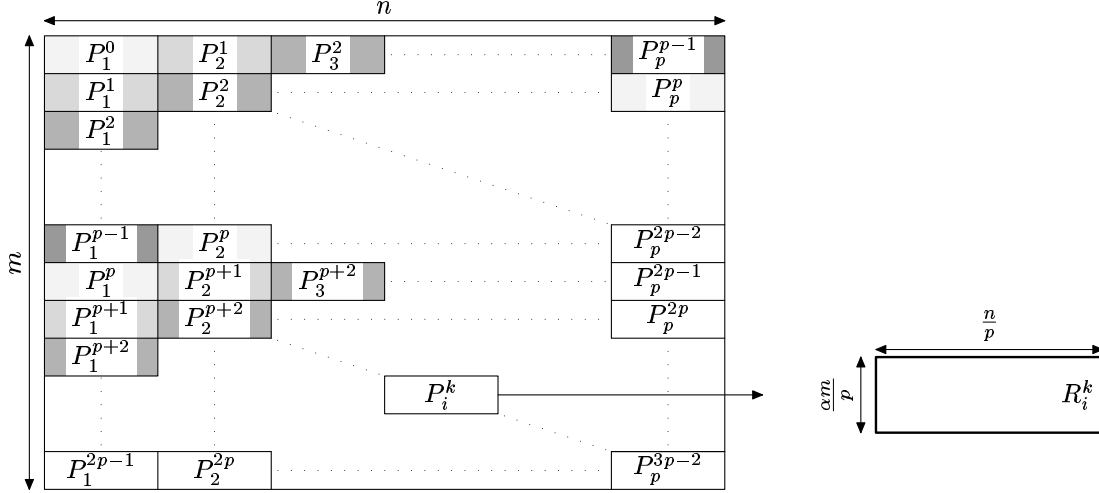 n
P_1^0 P_2^1 P_3^2 P_p^{p-1}
P_1^1 P_2^2 P_p^p
P_1^2
m
P_1^{p-1} P_2^p P_p^{2p-2}
P_1^p P_2^{p+1} P_3^{p+2} P_p^{2p-1}
P_1^{p+1} P_2^{p+2} P_p^{2p}
P_1^{p+2}
\frac{n}{p}
P_i^k
\frac{αm}{p} R_i^k
P_1^{2p-1} P_2^{2p} P_p^{3p-2}